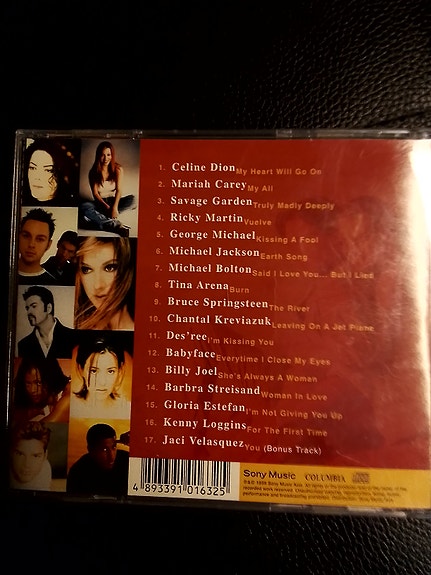 1. Celine Dion My Heart Will Go On
2. Mariah Carey My All
3. Savage Garden Truly Madly Deeply
4. Ricky Martin Vuelve
5. George Michael Kissing A Fool
6. Michael Jackson Earth Song
7. Michael Bolton Said I Love You... But I Lied
8. Tina Arena Burn
9. Bruce Springsteen The River
10. Chantal Kreviazuk Leaving On A Jet Plane
11. Des'ree I'm Kissing You
12. Babyface Everytime I Close My Eyes
13. Billy Joel She's Always A Woman
14. Barbra Streisand Woman In Love
15. Gloria Estefan I'm Not Giving You Up
16. Kenny Loggins For The First Time
17. Jaci Velasquez You (Bonus Track)
4 893391 016325
Sony Music COLUMBIA